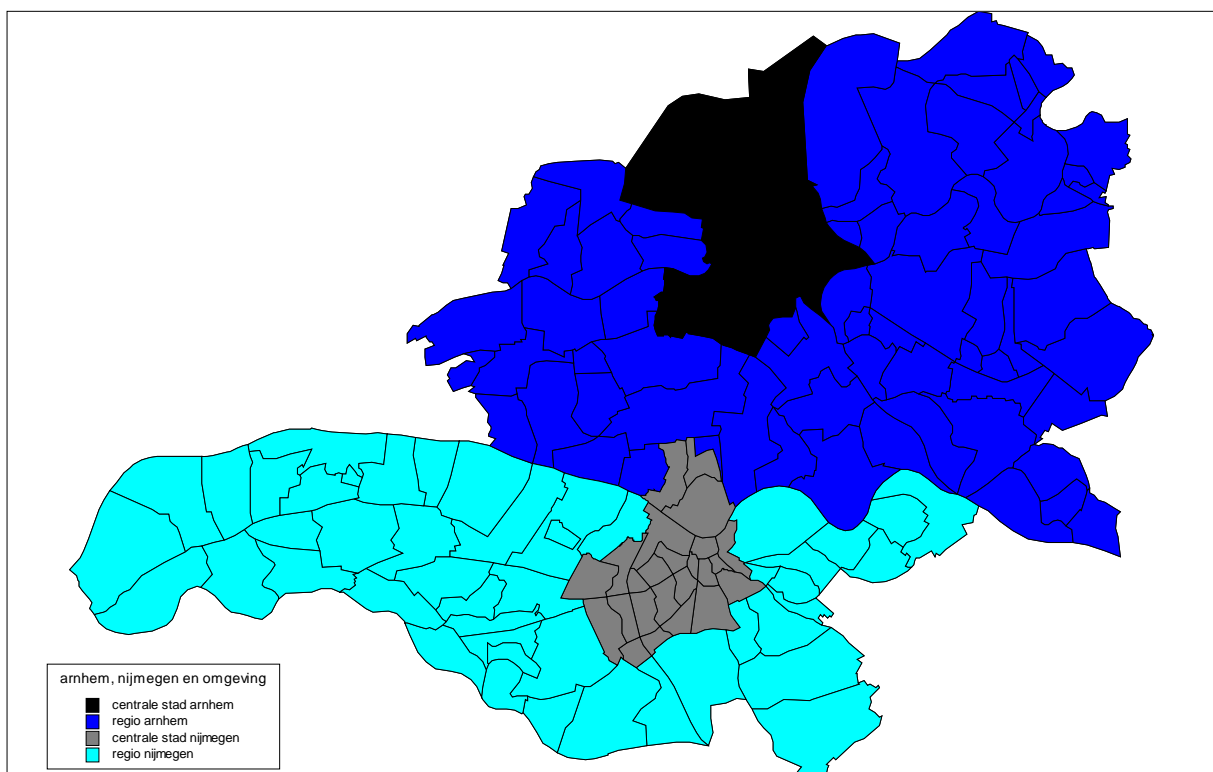 arnhem, nijmegen en omgeving
centrale stad arnhem
regio arnhem
centrale stad nijmegen
regio nijmegen